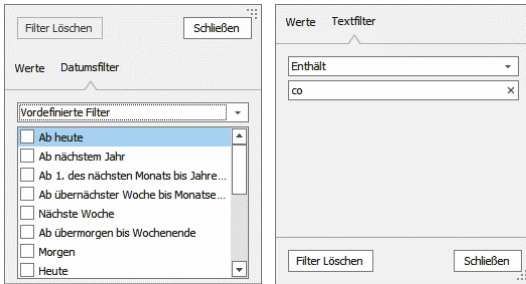 Filter Löschen Schließen
Werte Datumsfilter
Vordefinierte Filter
Ab heute
Ab nächstem Jahr
Ab 1. des nächsten Monats bis Jahre...
Ab übernächster Woche bis Monatse...
Nächste Woche
Ab übermorgen bis Wochenende
Morgen
Heute
Werte Textfilter
Enthält
co
Filter Löschen Schließen